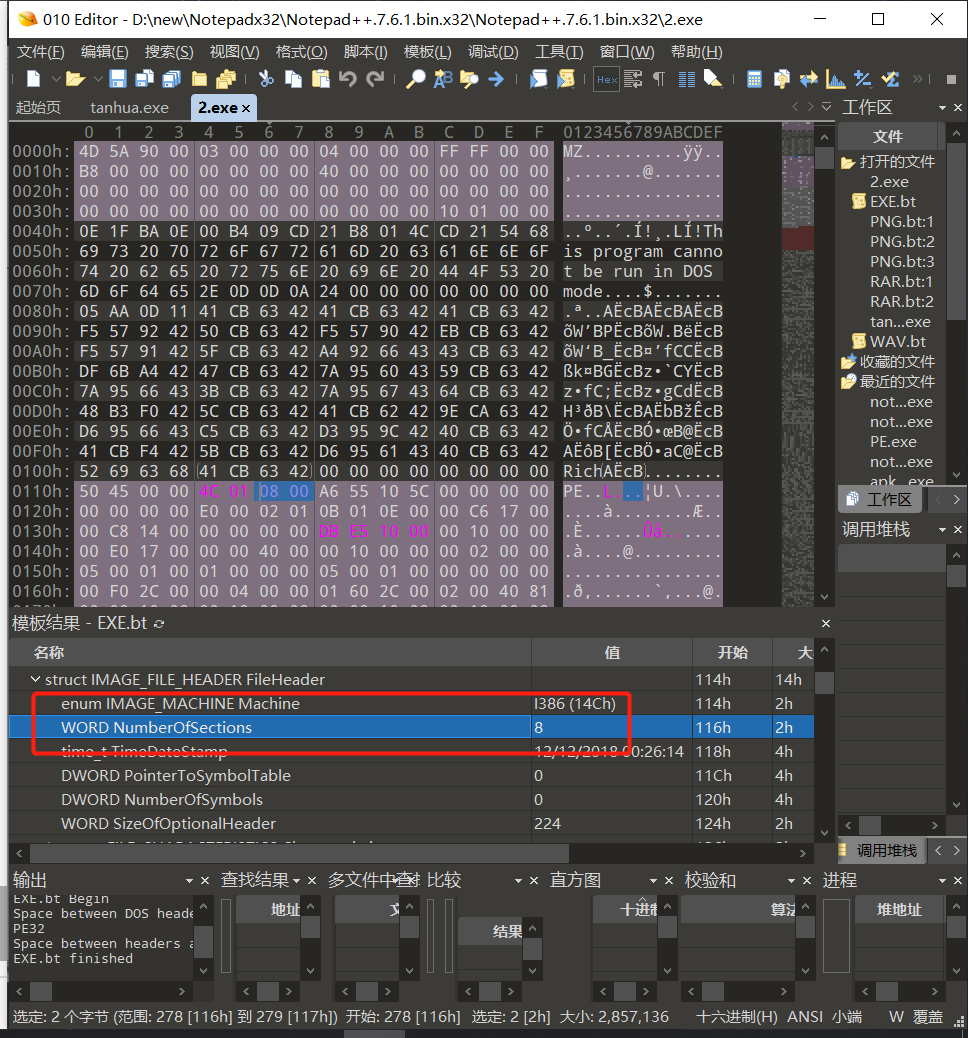 010 Editor - D:\new\Notepadx32\Notepad++.7.6.1.bin.x32\Notepad++.7.6.1.bin.x32\2.exe
文件(F) 编辑(E) 搜索(S) 视图(V) 格式(O) 脚本(I) 模板(L) 调试(D) 工具(T) 窗口(W) 帮助(H)
起始页 tanhua.exe 2.exe × 工作区
0 1 2 3 4 5 6 7 8 9 A B C D E F 0123456789ABCDEF
0000h: 4D 5A 90 00 03 00 00 00 04 00 00 00 FF FF 00 00 MZ..........ÿÿ..
0010h: B8 00 00 00 00 00 00 00 40 00 00 00 00 00 00 00 ¸.......@.......
0020h: 00 00 00 00 00 00 00 00 00 00 00 00 00 00 00 00 ................
0030h: 00 00 00 00 00 00 00 00 00 00 00 00 10 01 00 00 ................
0040h: 0E 1F BA 0E 00 B4 09 CD 21 B8 01 4C CD 21 54 68 ..º..´.Í!¸.LÍ!Th
0050h: 69 73 20 70 72 6F 67 72 61 6D 20 63 61 6E 6E 6F is program canno
0060h: 74 20 62 65 20 72 75 6E 20 69 6E 20 44 4F 53 20 t be run in DOS
0070h: 6D 6F 64 65 2E 0D 0D 0A 24 00 00 00 00 00 00 00 mode....$.......
0080h: 05 AA 0D 11 41 CB 63 42 41 CB 63 42 41 CB 63 42 .ª..AËcBAËcBAËcB
0090h: F5 57 92 42 50 CB 63 42 F5 57 90 42 EB CB 63 42 õW'BPËcBõW.BëËcB
00A0h: F5 57 91 42 5F CB 63 42 A4 92 66 43 43 CB 63 42 õW‘B_ËcB¤’fCCËcB
00B0h: DF 6B A4 42 47 CB 63 42 7A 95 60 43 59 CB 63 42 ßk¤BGËcBz•`CYËcB
00C0h: 7A 95 66 43 3B CB 63 42 7A 95 67 43 64 CB 63 42 z•fC;ËcBz•gCdËcB
00D0h: 48 B3 F0 42 5C CB 63 42 41 CB 62 42 9E CA 63 42 H³ðB\ËcBAËbBžÊcB
00E0h: D6 95 66 43 C5 CB 63 42 D3 95 9C 42 40 CB 63 42 Ö•fCÅËcBÓ•œB@ËcB
00F0h: 41 CB F4 42 5B CB 63 42 D6 95 61 43 40 CB 63 42 AËôB[ËcBÖ•aC@ËcB
0100h: 52 69 63 68 41 CB 63 42 00 00 00 00 00 00 00 00 RichAËcB........
0110h: 50 45 00 00 4C 01 08 00 A6 55 10 5C 00 00 00 00 PE..L...¦U.\....
0120h: 00 00 00 00 E0 00 02 01 0B 01 0E 00 00 C6 17 00 ....à........Æ..
0130h: 00 C8 14 00 00 00 00 00 DB E5 10 00 00 10 00 00 .È......Ûå......
0140h: 00 E0 17 00 00 00 40 00 00 10 00 00 00 02 00 00 .à....@.........
0150h: 05 00 01 00 01 00 00 00 05 00 01 00 00 00 00 00 ................
0160h: 00 F0 2C 00 00 04 00 00 01 60 2C 00 02 00 40 81 .ð,......`,...@.
文件
打开的文件
2.exe
EXE.bt
PNG.bt:1
PNG.bt:2
PNG.bt:3
RAR.bt:1
RAR.bt:2
tan...exe
WAV.bt
收藏的文件
最近的文件
not...exe
not...exe
PE.exe
not...exe
apk...exe
工作区
调用堆栈
模板结果 - EXE.bt
名称 值 开始
struct IMAGE_FILE_HEADER FileHeader 114h 14h
enum IMAGE_MACHINE Machine I386 (14Ch) 114h 2h
WORD NumberOfSections 8 116h 2h
time_t TimeDateStamp 12/12/2018 00:26:14 118h 4h
DWORD PointerToSymbolTable 0 11Ch 4h
DWORD NumberOfSymbols 0 120h 4h
WORD SizeOfOptionalHeader 224 124h 2h
调用堆栈
输出 查找结果 多文件中查 比较 直方图 校验和 进程
EXE.bt Begin
Space between DOS heade
PE32
Space between headers a
EXE.bt finished
地址 文 结果 十进制 算法 堆地址
选定: 2 个字节 (范围: 278 [116h] 到 279 [117h]) 开始: 278 [116h] 选定: 2 [2h] 大小: 2,857,136 十六进制(H) ANSI 小端 W 覆盖